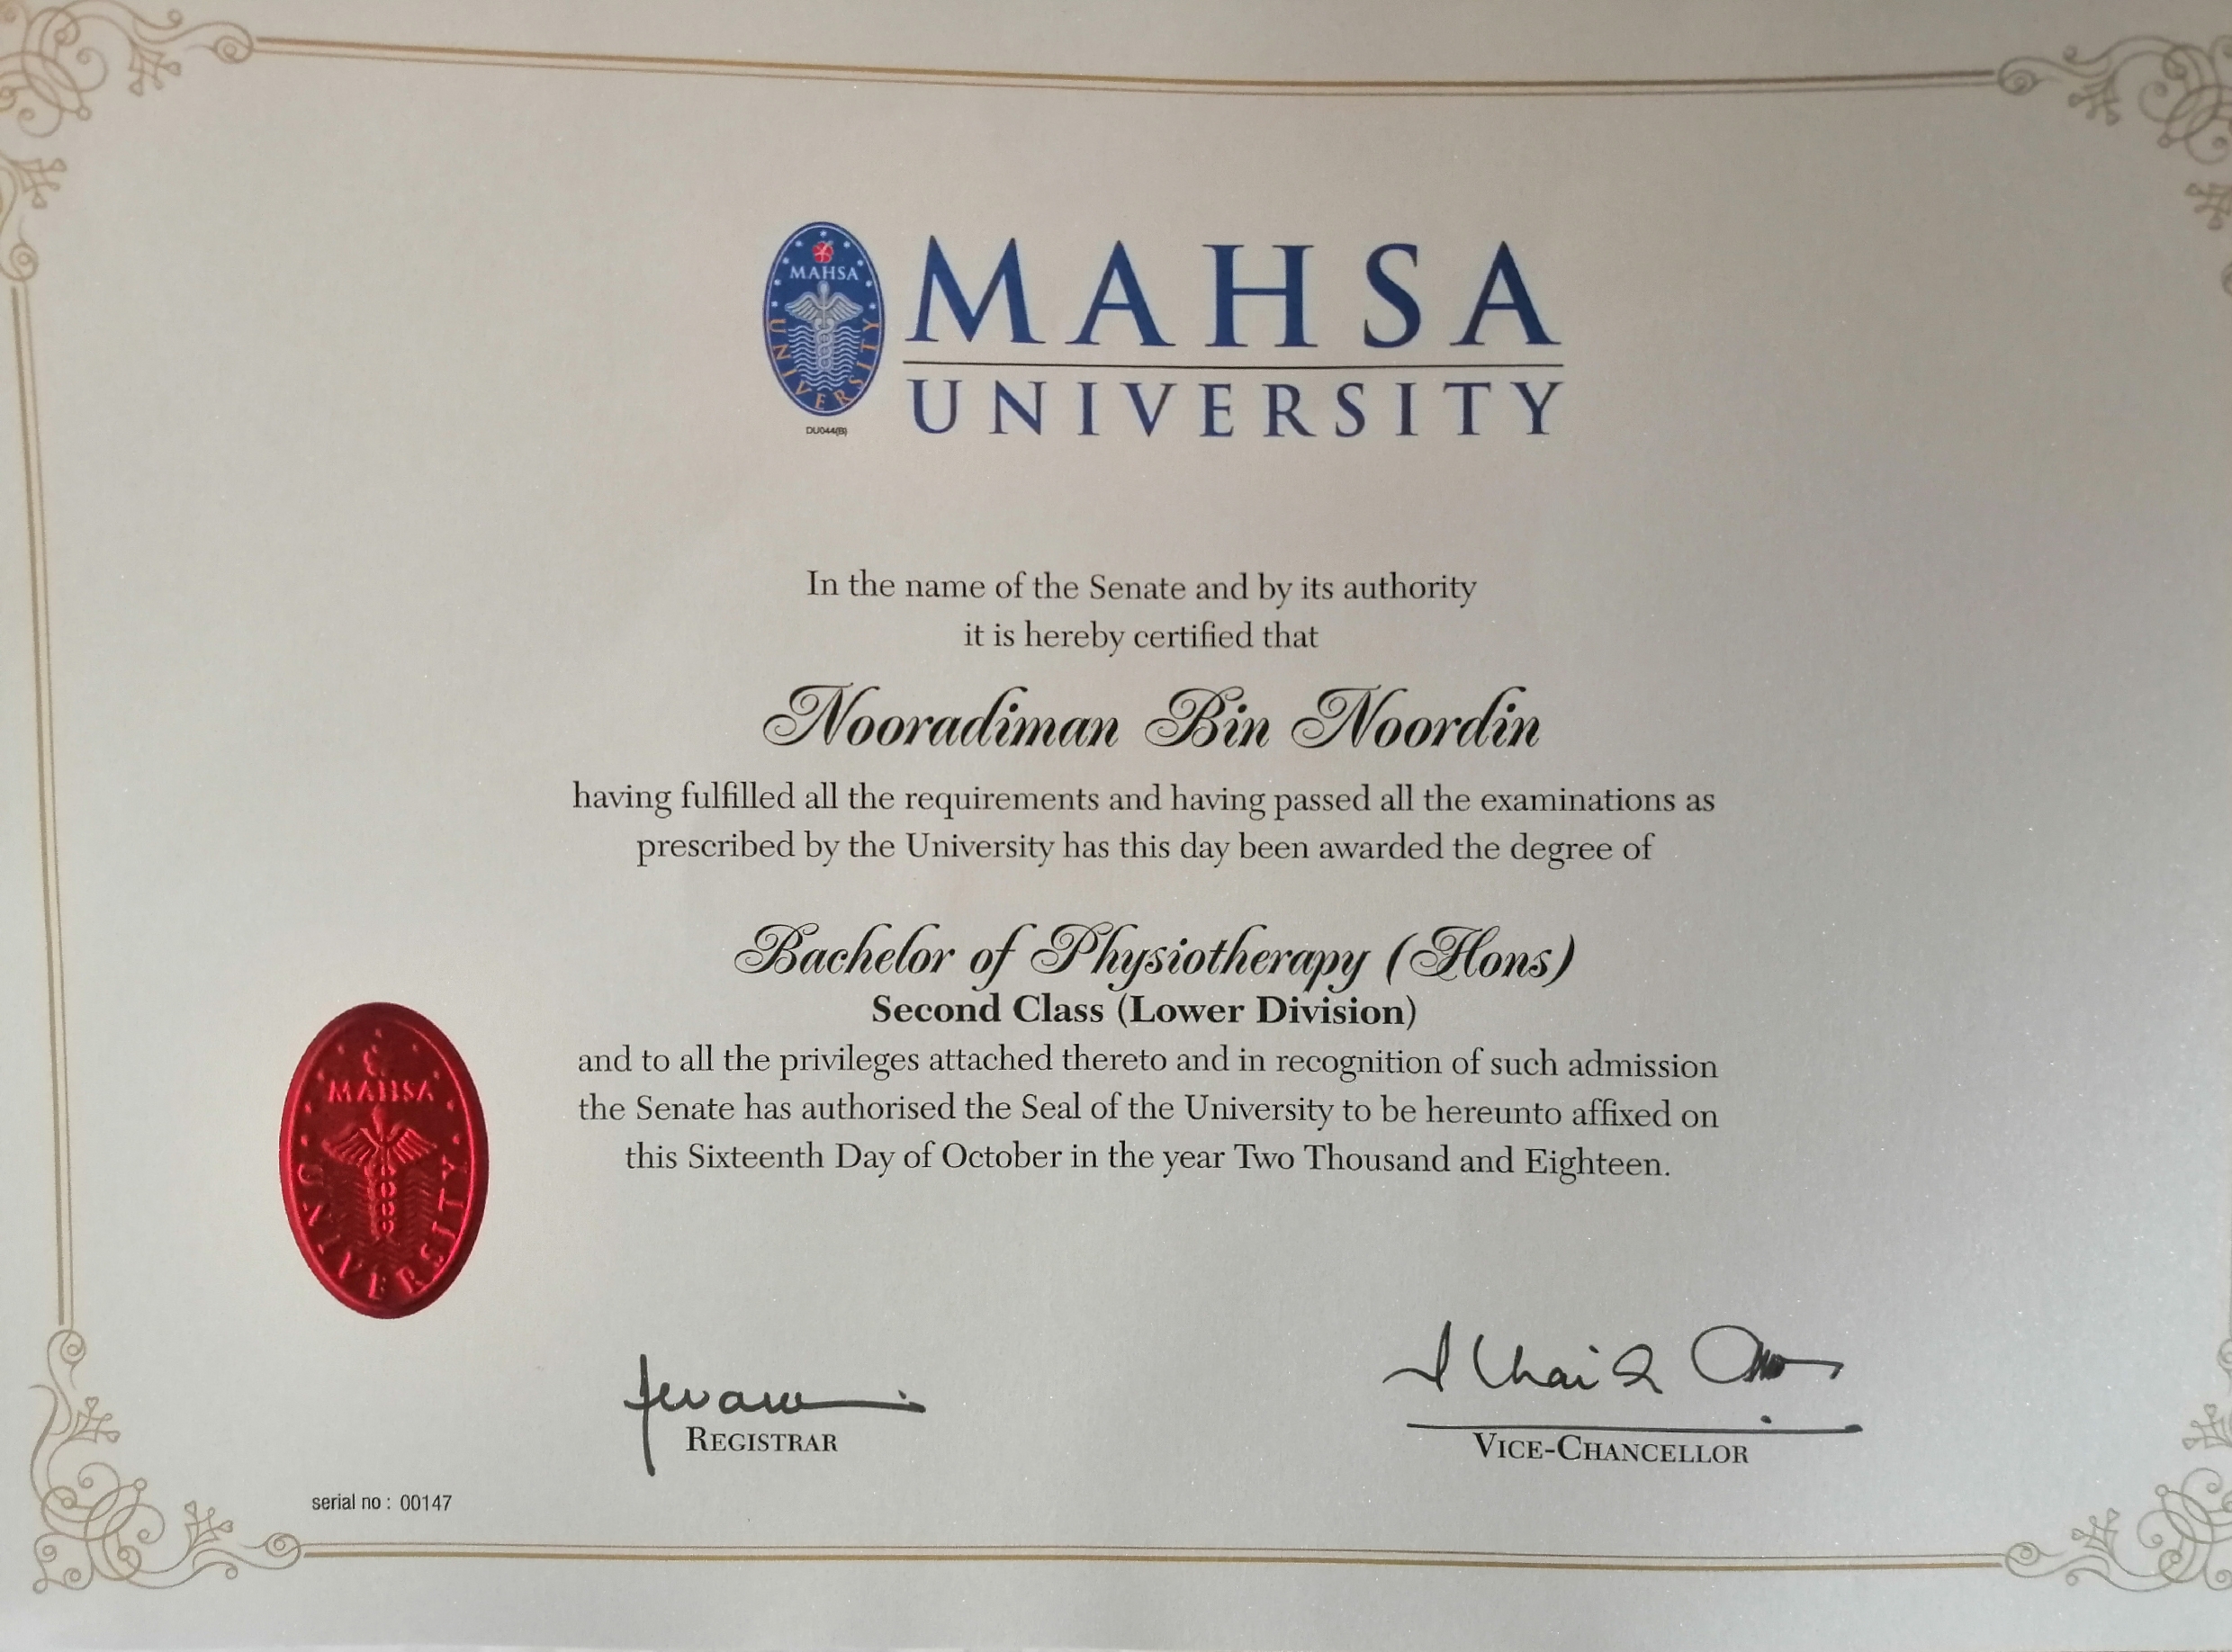 MAHSA
UNIVERSITY
DU044(B)
MAHSA
UNIVERSITY
In the name of the Senate and by its authority
it is hereby certified that
Nooradiman Bin Noordin
having fulfilled all the requirements and having passed all the examinations as
prescribed by the University has this day been awarded the degree of
Bachelor of Physiotherapy (Hons)
Second Class (Lower Division)
and to all the privileges attached thereto and in recognition of such admission
the Senate has authorised the Seal of the University to be hereunto affixed on
this Sixteenth Day of October in the year Two Thousand and Eighteen.
MAHSA
UNIVERSITY
REGISTRAR
VICE-CHANCELLOR
serial no : 00147